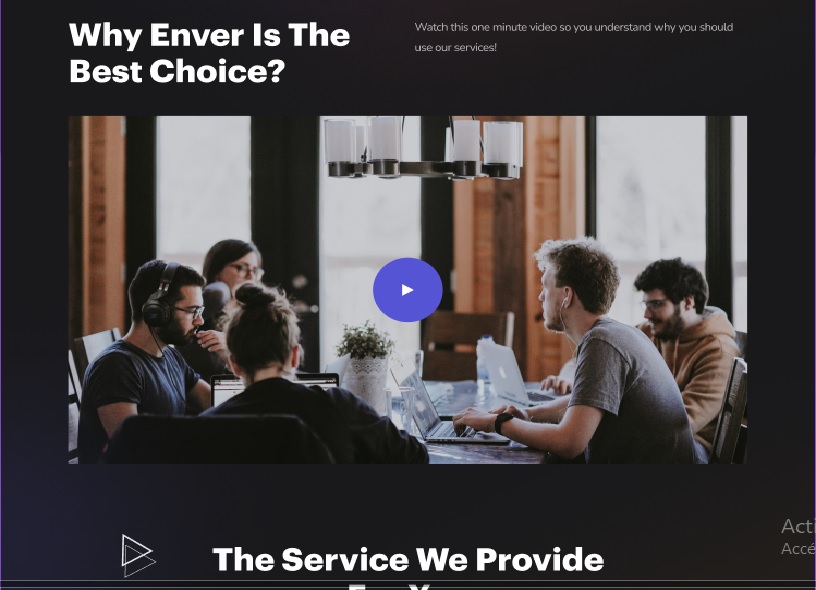 Why Enver Is The
Best Choice?
Watch this one minute video so you understand why you should
use our services!
The Service We Provide
Acti
Accé